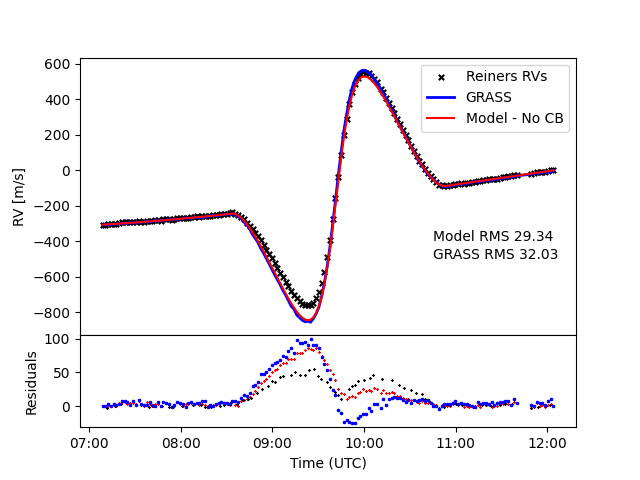 600
400
200
0
−200
−400
−600
−800
RV [m/s]
Reiners RVs
GRASS
Model - No CB
Model RMS 29.34
GRASS RMS 32.03
100
50
0
Residuals
07:00 08:00 09:00 10:00 11:00 12:00
Time (UTC)